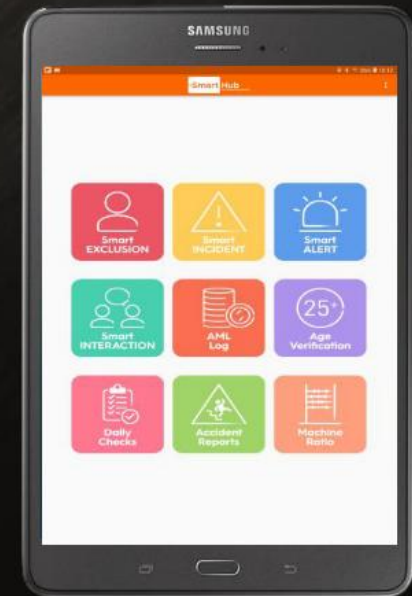 SAMSUNG
Smart Hub
Smart
EXCLUSION
Smart
INCIDENT
Smart
ALERT
Smart
INTERACTION
AML
Log
25+
Age
Verification
Daily
Checks
Accident
Reports
Machine
Ratio